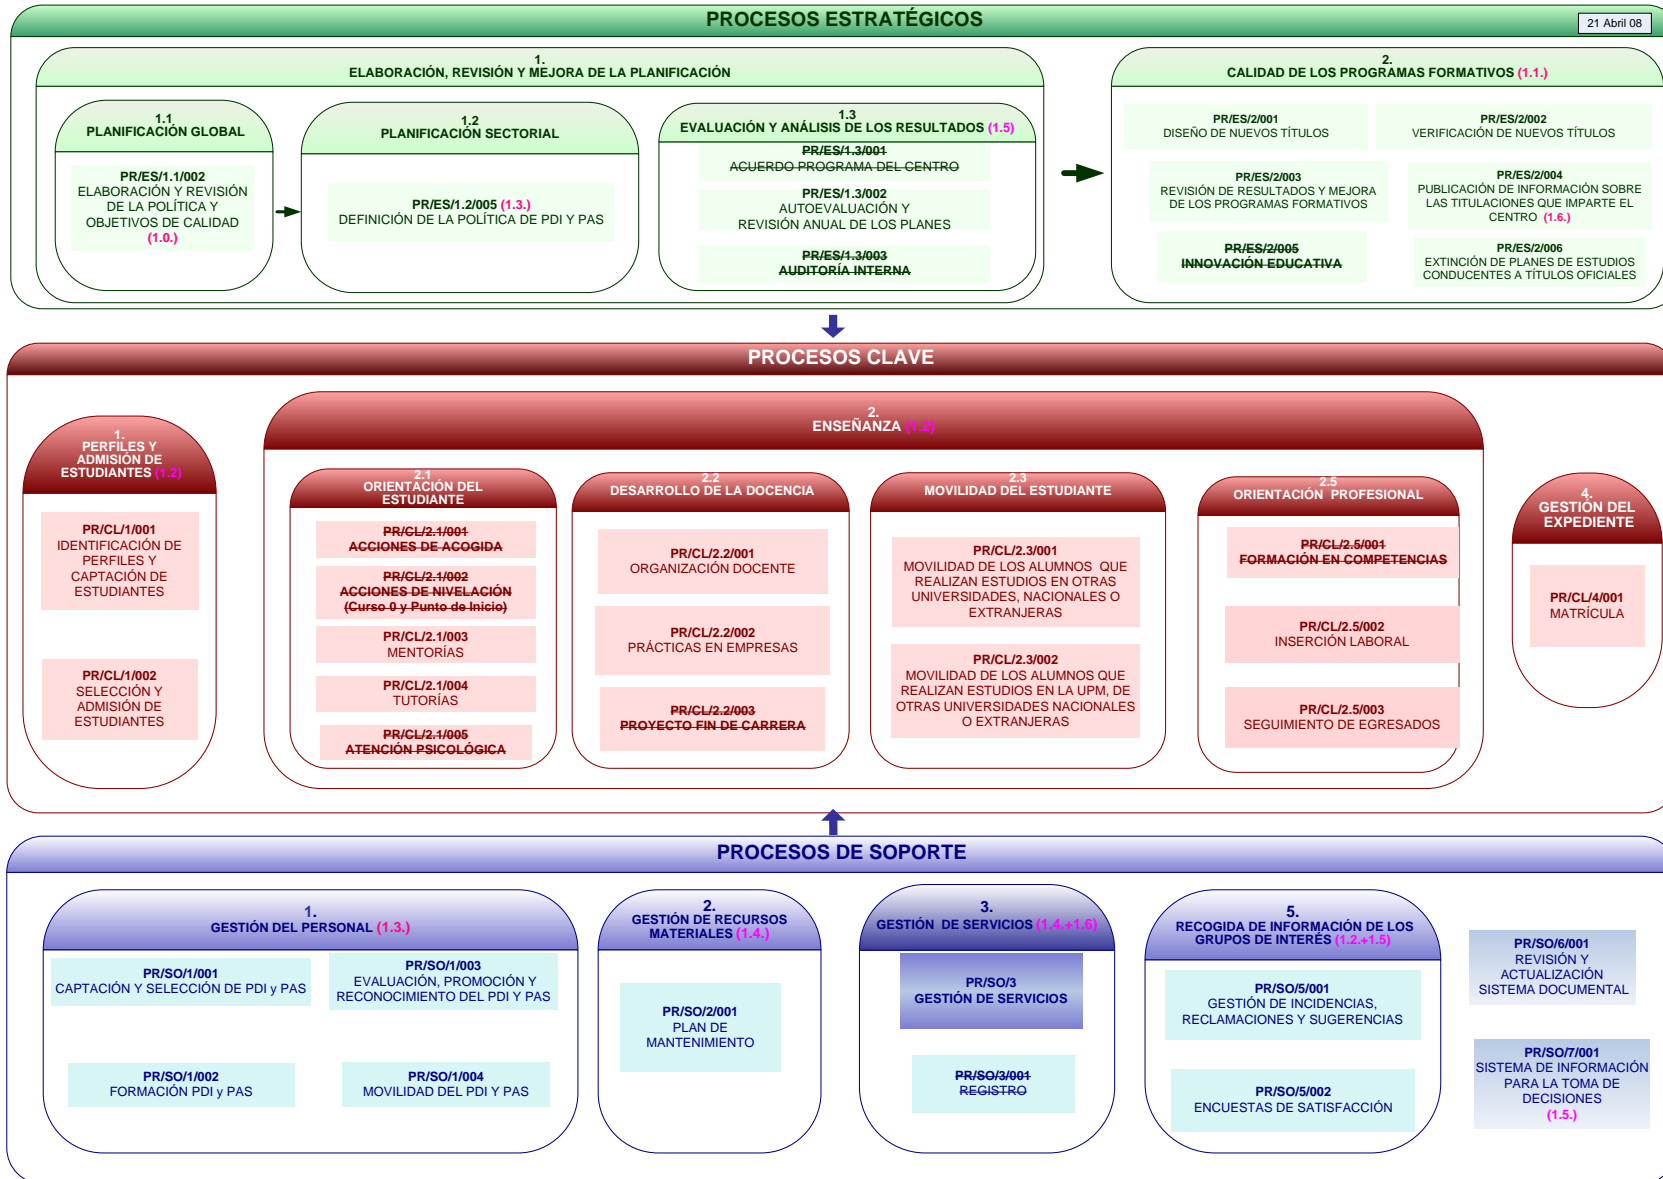 PROCESOS ESTRATÉGICOS
21 Abril 08
1.
ELABORACIÓN, REVISIÓN Y MEJORA DE LA PLANIFICACIÓN
1.1
PLANIFICACIÓN GLOBAL
PR/ES/1.1/002
ELABORACIÓN Y REVISIÓN
DE LA POLÍTICA Y
OBJETIVOS DE CALIDAD
(1.0.)
1.2
PLANIFICACIÓN SECTORIAL
PR/ES/1.2/005 (1.3.)
DEFINICIÓN DE LA POLÍTICA DE PDI Y PAS
1.3
EVALUACIÓN Y ANÁLISIS DE LOS RESULTADOS (1.5)
PR/ES/1.3/001
ACUERDO PROGRAMA DEL CENTRO
PR/ES/1.3/002
AUTOEVALUACIÓN Y
REVISIÓN ANUAL DE LOS PLANES
PR/ES/1.3/003
AUDITORÍA INTERNA
2.
CALIDAD DE LOS PROGRAMAS FORMATIVOS (1.1.)
PR/ES/2/001
DISEÑO DE NUEVOS TÍTULOS
PR/ES/2/002
VERIFICACIÓN DE NUEVOS TÍTULOS
PR/ES/2/003
REVISIÓN DE RESULTADOS Y MEJORA
DE LOS PROGRAMAS FORMATIVOS
PR/ES/2/004
PUBLICACIÓN DE INFORMACIÓN SOBRE
LAS TITULACIONES QUE IMPARTE EL
CENTRO (1.6.)
PR/ES/2/005
INNOVACIÓN EDUCATIVA
PR/ES/2/006
EXTINCIÓN DE PLANES DE ESTUDIOS
CONDUCENTES A TÍTULOS OFICIALES
PROCESOS CLAVE
1.
PERFILES Y
ADMISIÓN DE
ESTUDIANTES (1.2)
PR/CL/1/001
IDENTIFICACIÓN DE
PERFILES Y
CAPTACIÓN DE
ESTUDIANTES
PR/CL/1/002
SELECCIÓN Y
ADMISIÓN DE
ESTUDIANTES
2.
ENSEÑANZA (1.2)
2.1
ORIENTACIÓN DEL
ESTUDIANTE
PR/CL/2.1/001
ACCIONES DE ACOGIDA
PR/CL/2.1/002
ACCIONES DE NIVELACIÓN
(Curso 0 y Punto de Inicio)
PR/CL/2.1/003
MENTORÍAS
PR/CL/2.1/004
TUTORÍAS
PR/CL/2.1/005
ATENCIÓN PSICOLÓGICA
2.2
DESARROLLO DE LA DOCENCIA
PR/CL/2.2/001
ORGANIZACIÓN DOCENTE
PR/CL/2.2/002
PRÁCTICAS EN EMPRESAS
PR/CL/2.2/003
PROYECTO FIN DE CARRERA
2.3
MOVILIDAD DEL ESTUDIANTE
PR/CL/2.3/001
MOVILIDAD DE LOS ALUMNOS QUE
REALIZAN ESTUDIOS EN OTRAS
UNIVERSIDADES, NACIONALES O
EXTRANJERAS
PR/CL/2.3/002
MOVILIDAD DE LOS ALUMNOS QUE
REALIZAN ESTUDIOS EN LA UPM, DE
OTRAS UNIVERSIDADES NACIONALES
O EXTRANJERAS
2.5
ORIENTACIÓN PROFESIONAL
PR/CL/2.5/001
FORMACIÓN EN COMPETENCIAS
PR/CL/2.5/002
INSERCIÓN LABORAL
PR/CL/2.5/003
SEGUIMIENTO DE EGRESADOS
4.
GESTIÓN DEL
EXPEDIENTE
PR/CL/4/001
MATRÍCULA
PROCESOS DE SOPORTE
1.
GESTIÓN DEL PERSONAL (1.3.)
PR/SO/1/001
CAPTACIÓN Y SELECCIÓN DE PDI y PAS
PR/SO/1/003
EVALUACIÓN, PROMOCIÓN Y
RECONOCIMIENTO DEL PDI Y PAS
PR/SO/1/002
FORMACIÓN PDI y PAS
PR/SO/1/004
MOVILIDAD DEL PDI Y PAS
2.
GESTIÓN DE RECURSOS
MATERIALES (1.4.)
PR/SO/2/001
PLAN DE
MANTENIMIENTO
3.
GESTIÓN DE SERVICIOS (1.4.+1.6)
PR/SO/3
GESTIÓN DE SERVICIOS
PR/SO/3/001
REGISTRO
5.
RECOGIDA DE INFORMACIÓN DE LOS
GRUPOS DE INTERÉS (1.2.+1.5)
PR/SO/5/001
GESTIÓN DE INCIDENCIAS,
RECLAMACIONES Y SUGERENCIAS
PR/SO/5/002
ENCUESTAS DE SATISFACCIÓN
PR/SO/6/001
REVISIÓN Y
ACTUALIZACIÓN
SISTEMA DOCUMENTAL
PR/SO/7/001
SISTEMA DE INFORMACIÓN
PARA LA TOMA DE
DECISIONES
(1.5.)